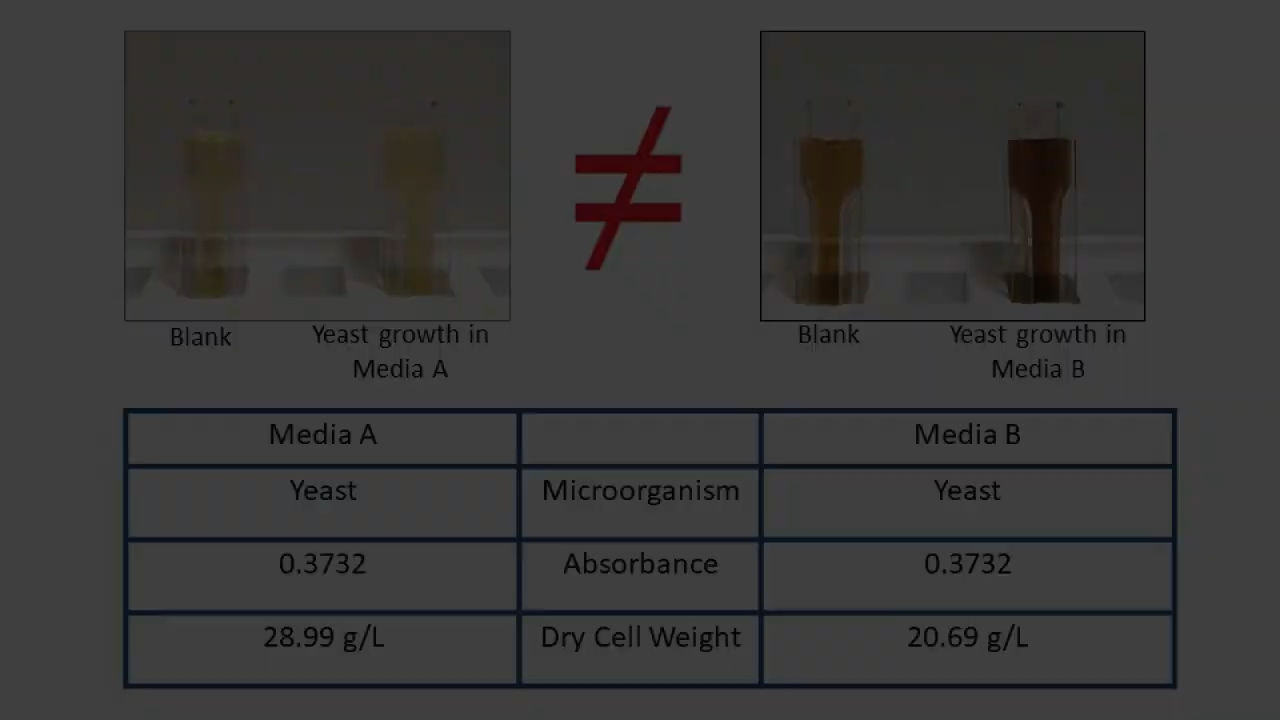 ≠
Blank
Yeast growth in
Media A
Blank
Yeast growth in
Media B
Media A
Media B
Yeast
Microorganism
Yeast
0.3732
Absorbance
0.3732
28.99 g/L
Dry Cell Weight
20.69 g/L